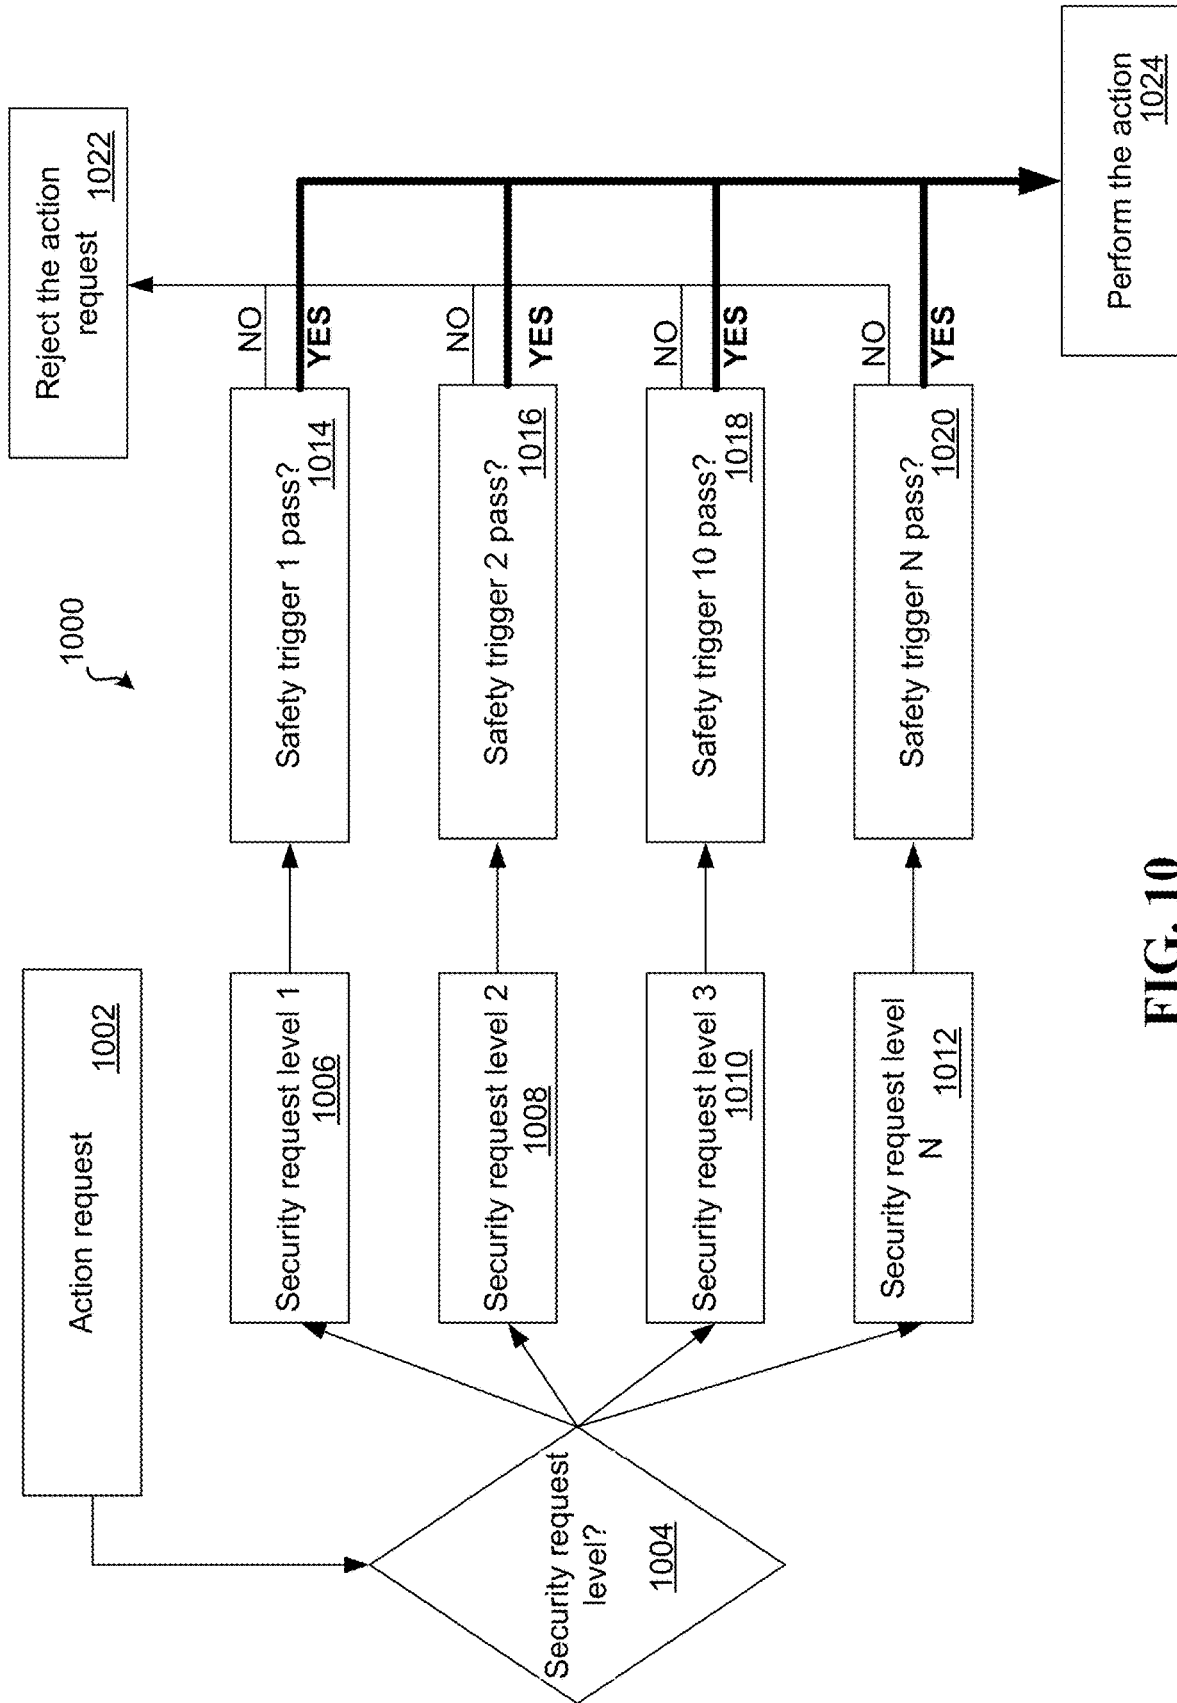 Action request
1002
Reject the action
request 1022
1000
Security request
level?
1004
Security request level 1
1006
Safety trigger 1 pass?
1014
NO
YES
Security request level 2
1008
Safety trigger 2 pass?
1016
NO
YES
Security request level 3
1010
Safety trigger 10 pass?
1018
NO
YES
Security request level
N 1012
Safety trigger N pass?
1020
NO
YES
Perform the action
1024
FIG. 10